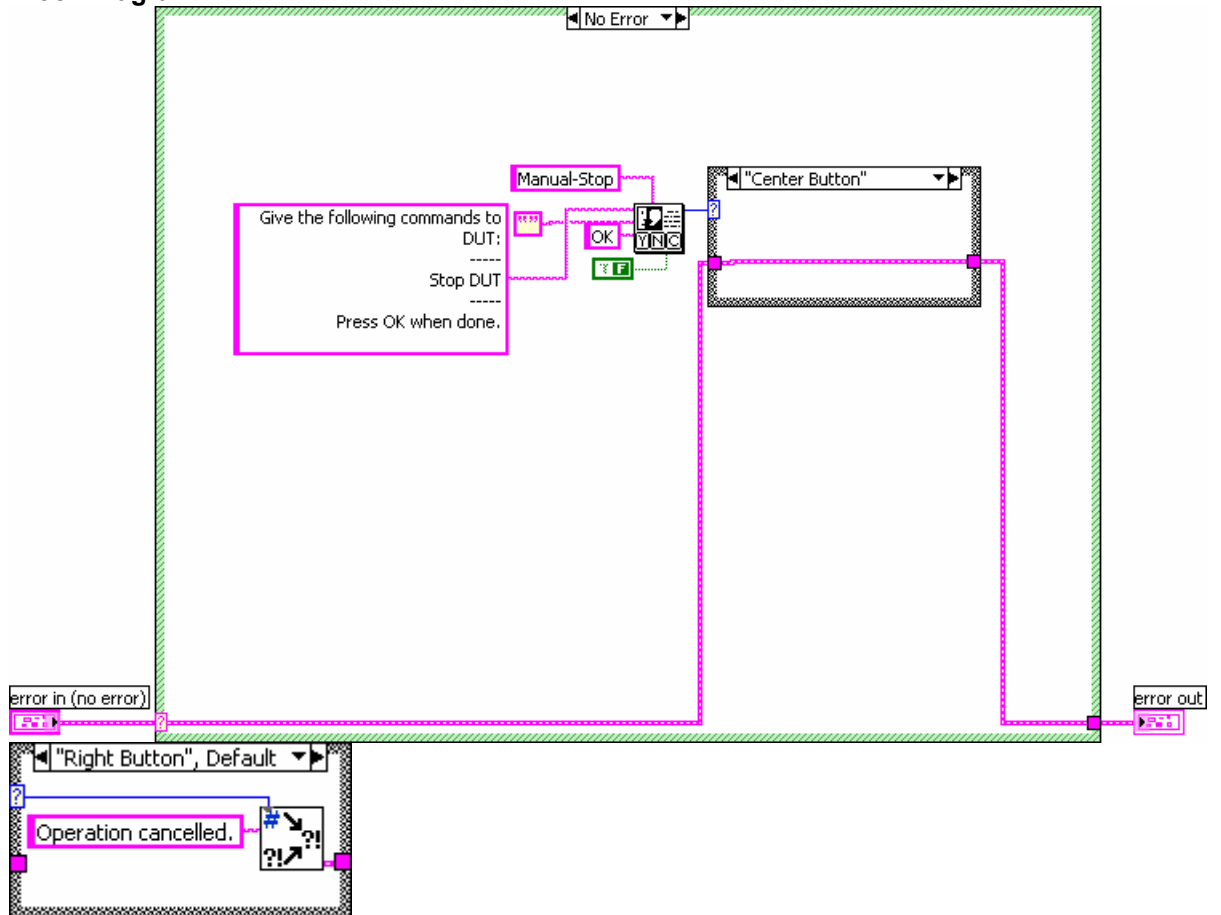 No Error
Manual-Stop
"Center Button"
Give the following commands to
DUT:
-----
Stop DUT
-----
Press OK when done.
OK
Y N C
F
error in (no error)
error out
"Right Button", Default
Operation cancelled.
#
?!
?!